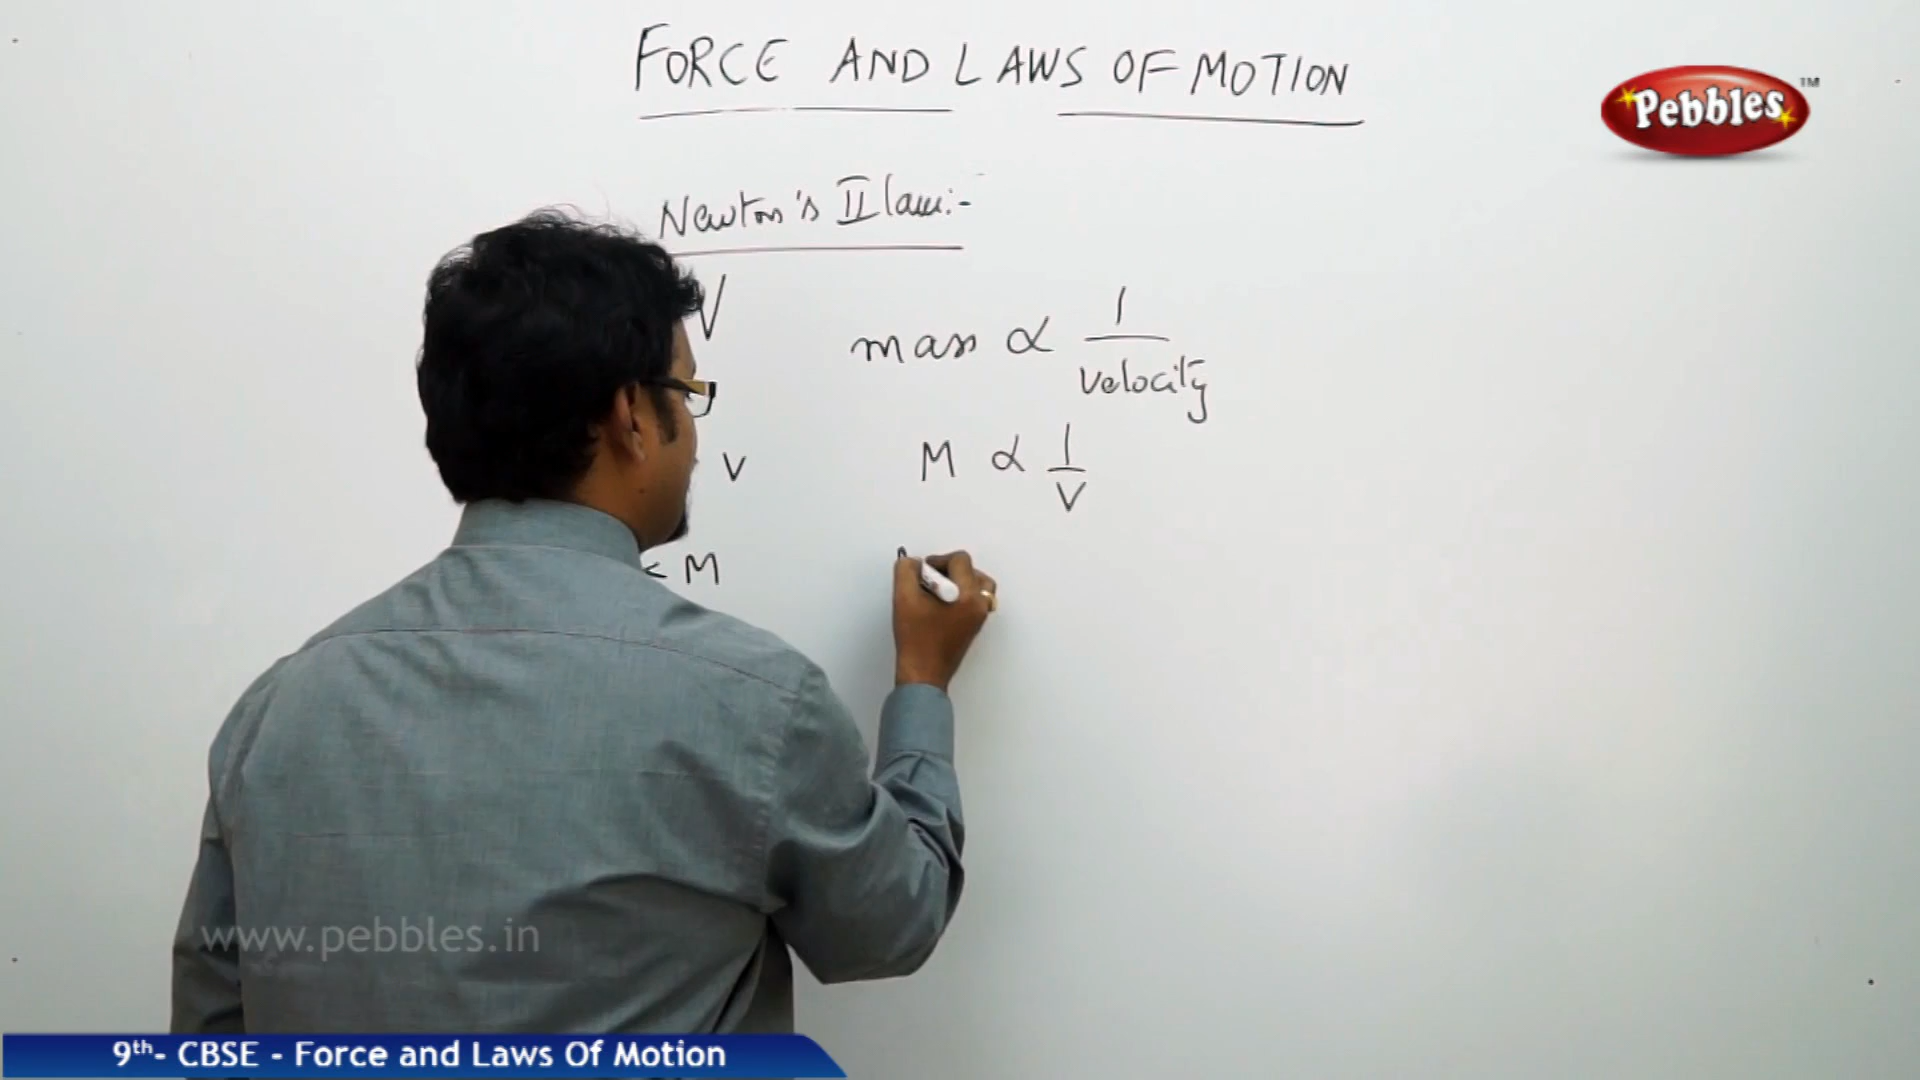 FORCE AND LAWS OF MOTION
Pebbles™
Newton's II law:-
V
mass ∝ 1/velocity
V
M ∝ 1/V
< M
www.pebbles.in
9th- CBSE - Force and Laws Of Motion